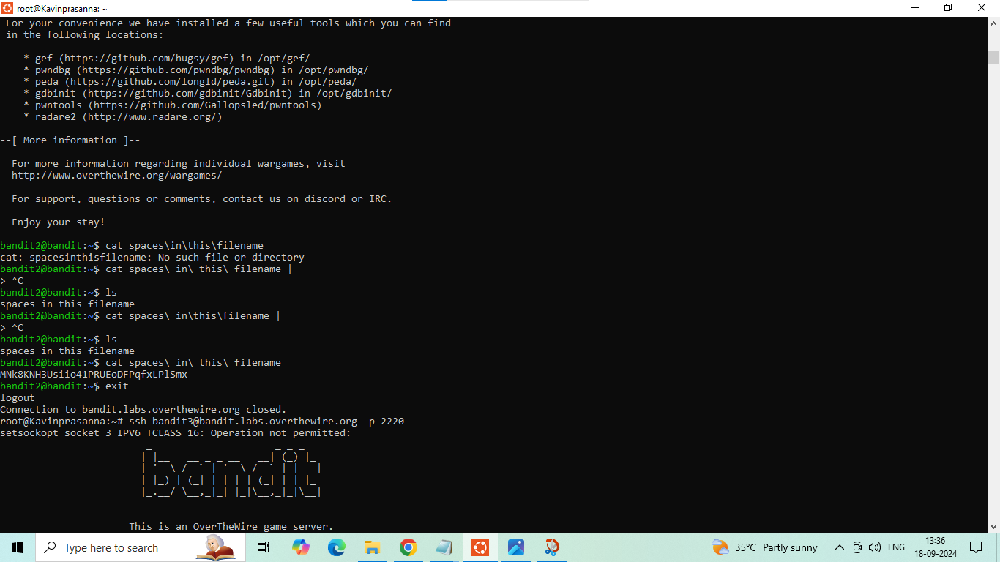 root@Kavinprasanna: ~
For your convenience we have installed a few useful tools which you can find
in the following locations:
* gef (https://github.com/hugsy/gef) in /opt/gef/
* pwndbg (https://github.com/pwndbg/pwndbg) in /opt/pwndbg/
* peda (https://github.com/longld/peda.git) in /opt/peda/
* gdbinit (https://github.com/gdbinit/Gdbinit) in /opt/gdbinit/
* pwntools (https://github.com/Gallopsled/pwntools)
* radare2 (http://www.radare.org/)
--[ More information ]--
For more information regarding individual wargames, visit
http://www.overthewire.org/wargames/
For support, questions or comments, contact us on discord or IRC.
Enjoy your stay!
bandit2@bandit:~$ cat spaces\in\this\filename
cat: spacesinthisfilename: No such file or directory
bandit2@bandit:~$ cat spaces\ in\ this\ filename |
> ^C
bandit2@bandit:~$ ls
spaces in this filename
bandit2@bandit:~$ cat spaces\ in\this\filename |
> ^C
bandit2@bandit:~$ ls
spaces in this filename
bandit2@bandit:~$ cat spaces\ in\ this\ filename
MNk8KNH3Usiio41PRUEoDFPqfxLPlSmx
bandit2@bandit:~$ exit
logout
Connection to bandit.labs.overthewire.org closed.
root@Kavinprasanna:~# ssh bandit3@bandit.labs.overthewire.org -p 2220
setsockopt socket 3 IPV6_TCLASS 16: Operation not permitted:
bandit
This is an OverTheWire game server.
Type here to search
35°C Partly sunny
ENG
13:36
18-09-2024